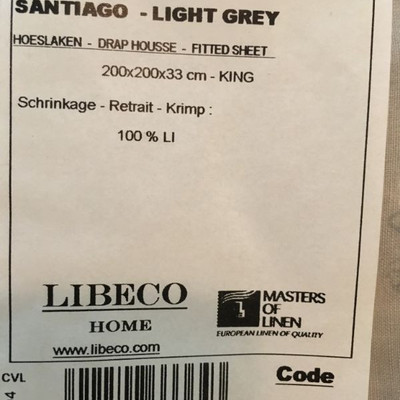 SANTIAGO - LIGHT GREY
HOESLAKEN - DRAP HOUSSE - FITTED SHEET
200x200x33 cm - KING
Schrinkage - Retrait - Krimp :
100 % LI
LIBECO
HOME
www.libeco.com
MASTERS
OF
LINEN
EUROPEAN LINEN OF QUALITY
CVL
4
Code